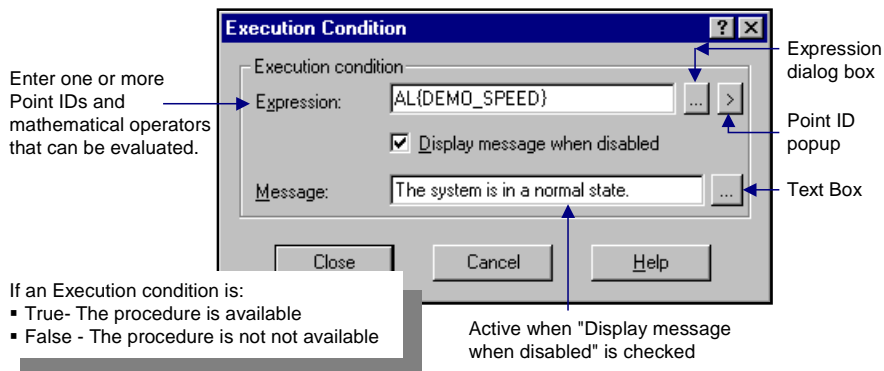 Execution Condition
? X
Execution condition
Expression:
AL{DEMO_SPEED}
...
>
Display message when disabled
Message:
The system is in a normal state.
...
Close
Cancel
Help
Enter one or more
Point IDs and
mathematical operators
that can be evaluated.
Expression
dialog box
Point ID
popup
Text Box
If an Execution condition is:
▪ True- The procedure is available
▪ False - The procedure is not not available
Active when "Display message
when disabled" is checked